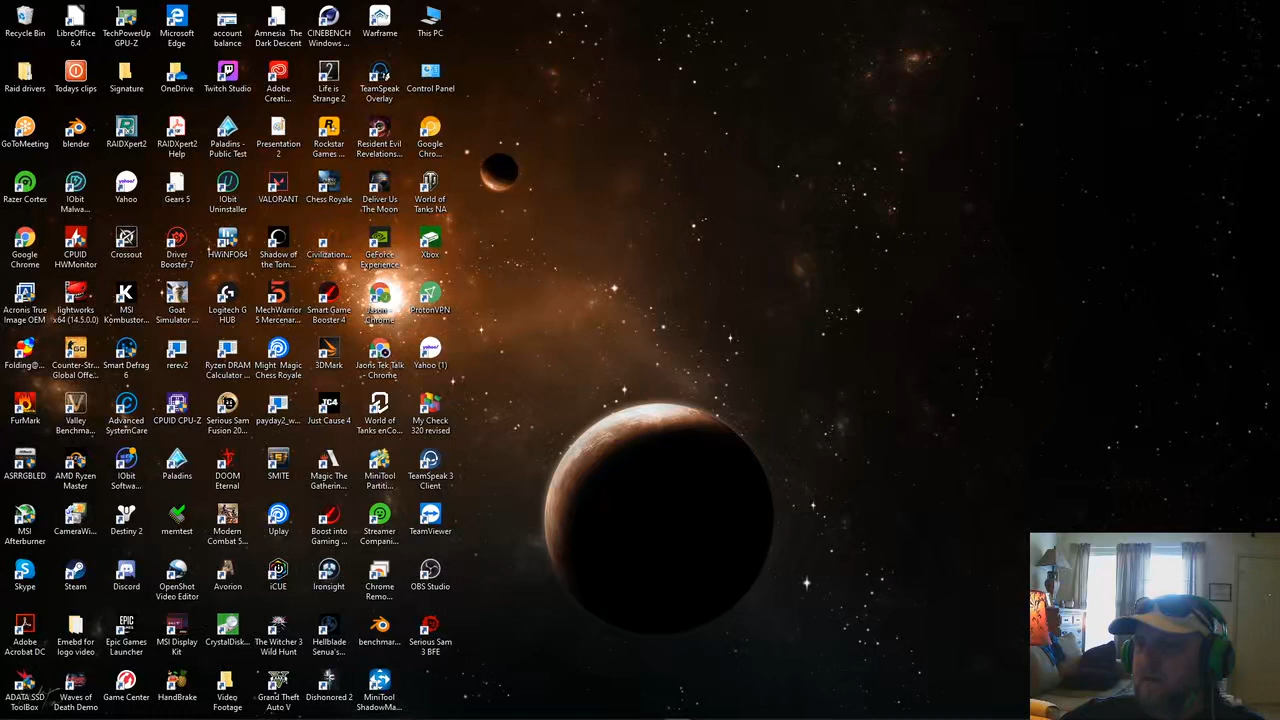 Recycle Bin
LibreOffice
6.4
TechPowerUp
GPU-Z
Microsoft
Edge
account
balance
Amnesia The
Dark Descent
CINEBENCH
Windows ...
Warframe
This PC
Raid drivers
Todays clips
Signature
OneDrive
Twitch Studio
Adobe
Creati...
Life is
Strange 2
TeamSpeak
Overlay
Control Panel
GoToMeeting
blender
RAIDXpert2
RAIDXpert2
Help
Paladins -
Public Test
Presentation
2
Rockstar
Games ...
Resident Evil
Revelations...
Google
Chro...
Razer Cortex
IObit
Malwa...
Yahoo
Gears 5
IObit
Uninstaller
VALORANT
Chess Royale
Deliver Us
The Moon
World of
Tanks NA
Google
Chrome
CPUID
HWMonitor
Crossout
Driver
Booster 7
HWiNFO64
Shadow of
the Tom...
Civilization...
GeForce
Experience
Xbox
Acronis True
Image OEM
lightworks
x64 (14.5.0.0)
MSI
Kombustor...
Goat
Simulator ...
Logitech G
HUB
MechWarrior
5 Mercenar...
Smart Game
Booster 4
Jason -
Chrome
ProtonVPN
Folding@...
Counter-Str...
Global Offe...
Smart Defrag
6
rerev2
Ryzen DRAM
Calculator ...
Might Magic
Chess Royale
3DMark
Jaons Tek Talk
- Chrome
Yahoo (1)
FurMark
Valley
Benchma...
Advanced
SystemCare
CPUID CPU-Z
Serious Sam
Fusion 20...
payday2_w...
Just Cause 4
World of
Tanks enCo...
My Check
320 revised
ASRRGBLED
AMD Ryzen
Master
IObit
Softwa...
Paladins
DOOM
Eternal
SMITE
Magic The
Gatherin...
MiniTool
Partiti...
TeamSpeak 3
Client
MSI
Afterburner
CameraWi...
Destiny 2
memtest
Modern
Combat 5...
Uplay
Boost into
Gaming ...
Streamer
Compani...
TeamViewer
Skype
Steam
Discord
OpenShot
Video Editor
Avorion
iCUE
Ironsight
Chrome
Remo...
OBS Studio
Adobe
Acrobat DC
Emebd for
logo video
Epic Games
Launcher
MSI Display
Kit
CrystalDisk...
The Witcher 3
Wild Hunt
Hellblade
Senua's...
benchmar...
Serious Sam
3 BFE
ADATA SSD
ToolBox
Waves of
Death Demo
Game Center
HandBrake
Video
Footage
Grand Theft
Auto V
Dishonored 2
MiniTool
ShadowMa...